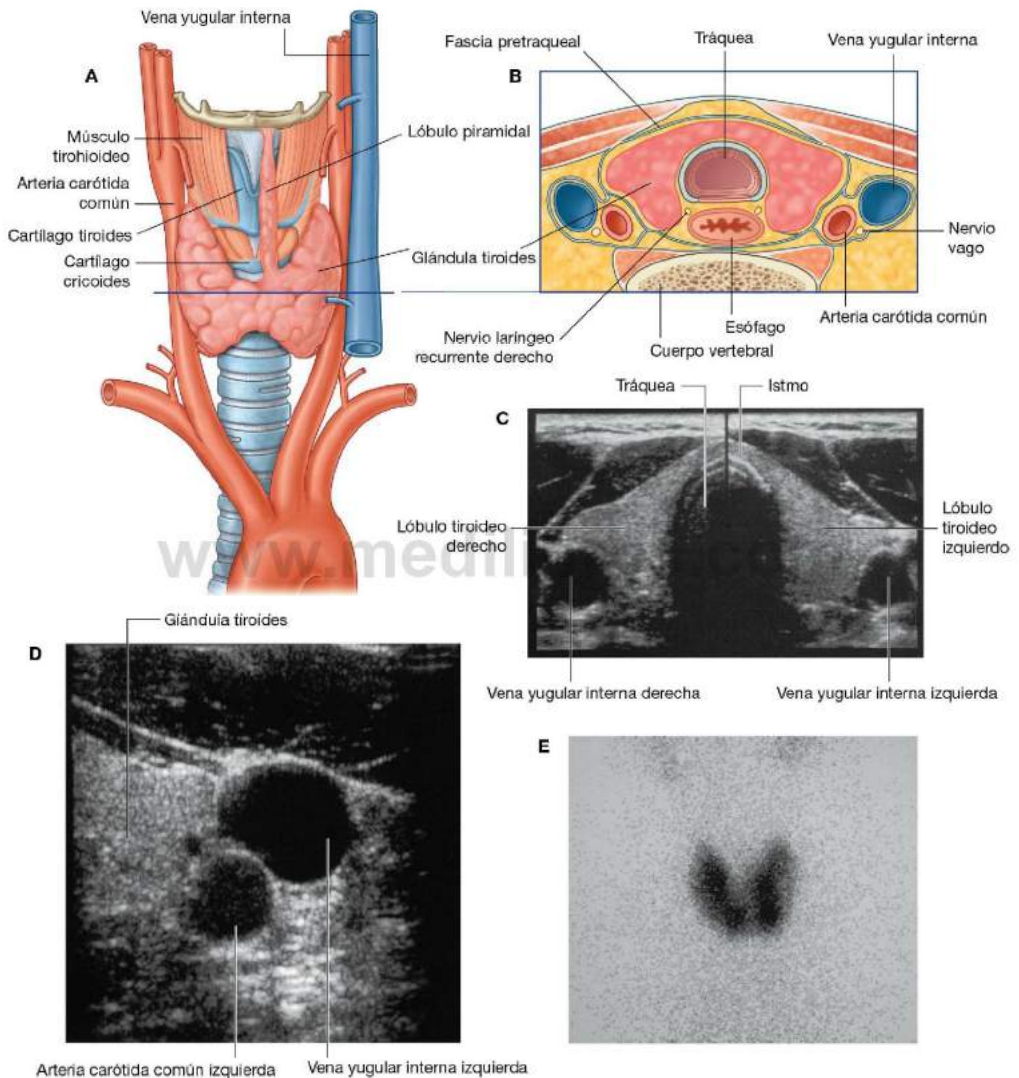 Vena yugular interna
A
Músculo
tirohioideo
Arteria carótida
común
Cartílago tiroides
Cartílago
cricoides
Lóbulo piramidal
Fascia pretraqueal
Tráquea
Vena yugular interna
B
Glándula tiroides
Nervio
vago
Nervio laríngeo
recurrente derecho
Esófago
Cuerpo vertebral
Arteria carótida común
Tráquea
Istmo
C
Lóbulo tiroideo
derecho
Lóbulo
tiroideo
izquierdo
Vena yugular interna derecha
Vena yugular interna izquierda
Glándula tiroides
D
Arteria carótida común izquierda
Vena yugular interna izquierda
E